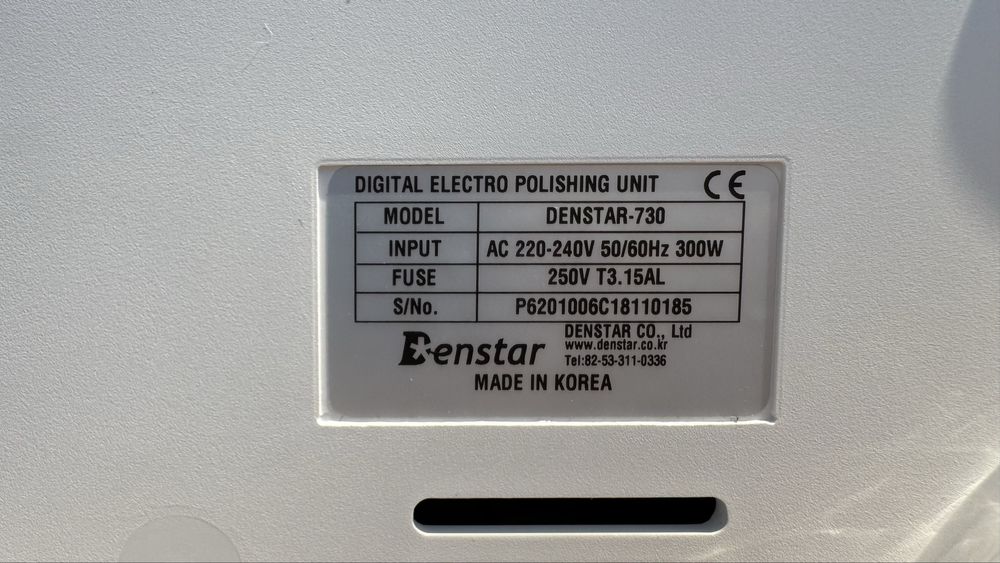 DIGITAL ELECTRO POLISHING UNIT CE
MODEL DENSTAR-730
INPUT AC 220-240V 50/60Hz 300W
FUSE 250V T3.15AL
S/No. P6201006C18110185
Denstar
DENSTAR CO., Ltd
www.denstar.co.kr
Tel:82-53-311-0336
MADE IN KOREA